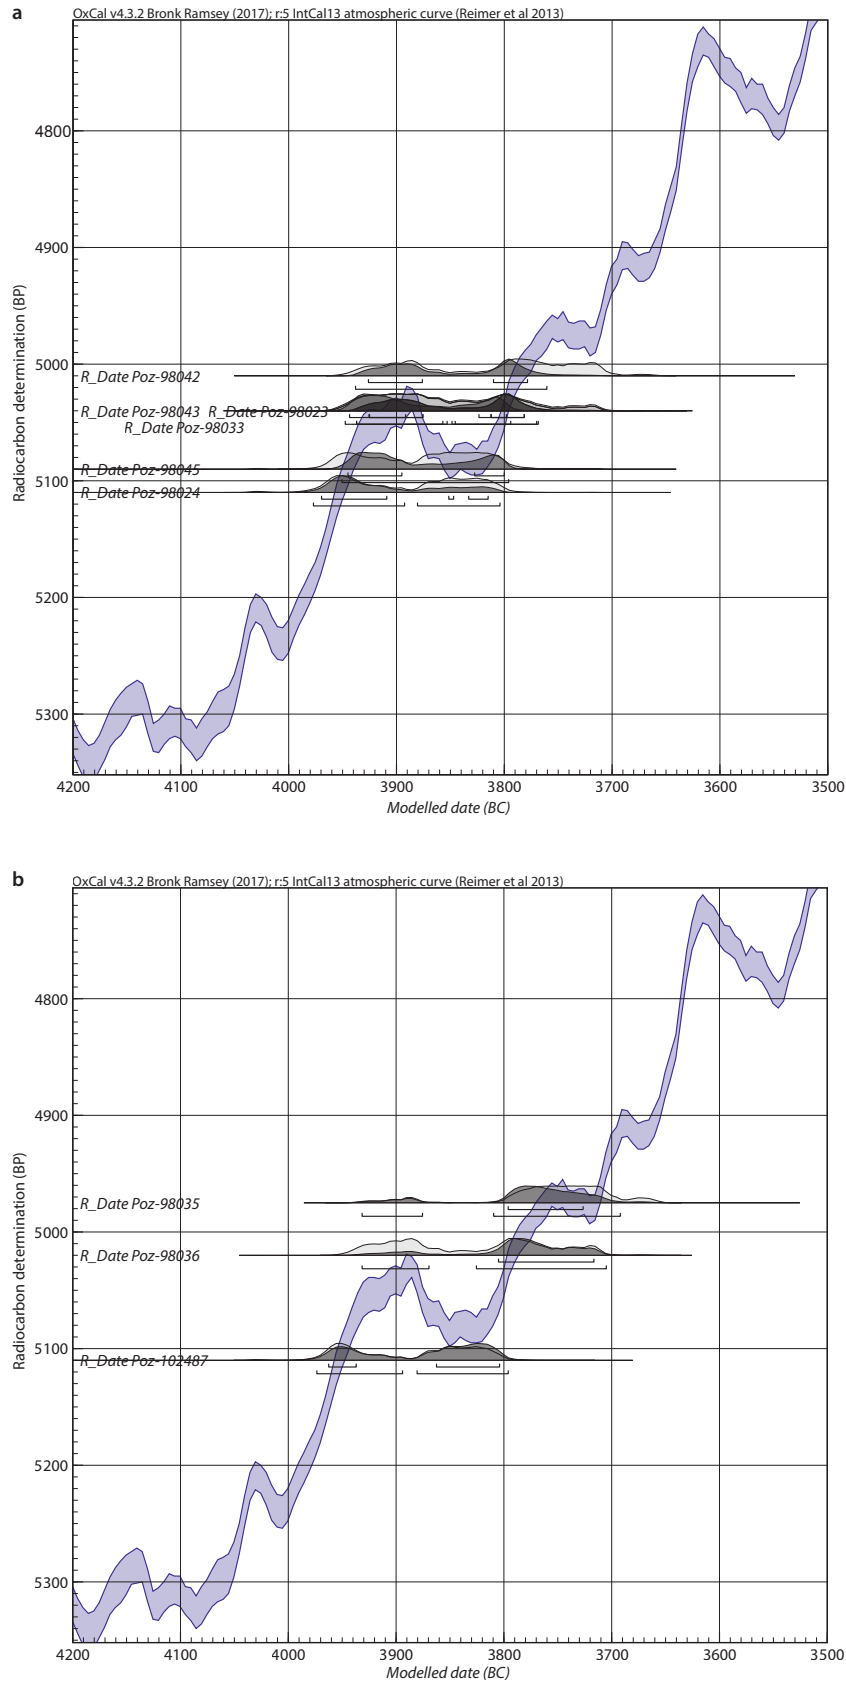 a
OxCal v4.3.2 Bronk Ramsey (2017); r:5 IntCal13 atmospheric curve (Reimer et al 2013)
4800
4900
5000
R_Date Poz-98042
R_Date Poz-98043 R_Date Poz-98023
R_Date Poz-98033
R_Date Poz-98045
5100
R_Date Poz-98024
5200
5300
Radiocarbon determination (BP)
4200 4100 4000 3900 3800 3700 3600 3500
Modelled date (BC)
b
OxCal v4.3.2 Bronk Ramsey (2017); r:5 IntCal13 atmospheric curve (Reimer et al 2013)
4800
4900
R_Date Poz-98035
5000
R_Date Poz-98036
5100
R_Date Poz-102487
5200
5300
Radiocarbon determination (BP)
4200 4100 4000 3900 3800 3700 3600 3500
Modelled date (BC)